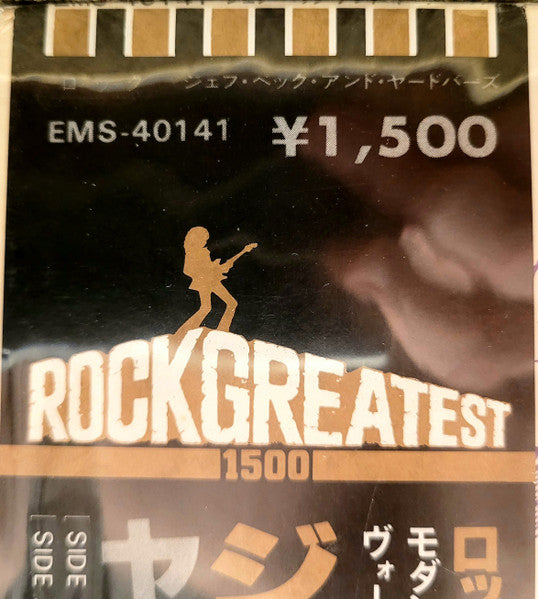 ロック ジェフ・ベック・アンド・ヤードバーズ
EMS-40141 ¥1,500
ROCKGREATEST
1500
ロッ
モダン
ヴォー
ジ
ヤ
SIDE
SIDE